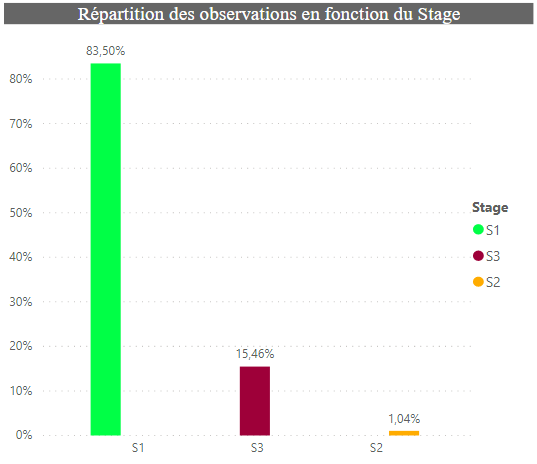 Répartition des observations en fonction du Stage
83,50%
80%
70%
60%
50%
40%
30%
20%
10%
0%
15,46%
1,04%
S1
S3
S2
Stage
S1
S3
S2